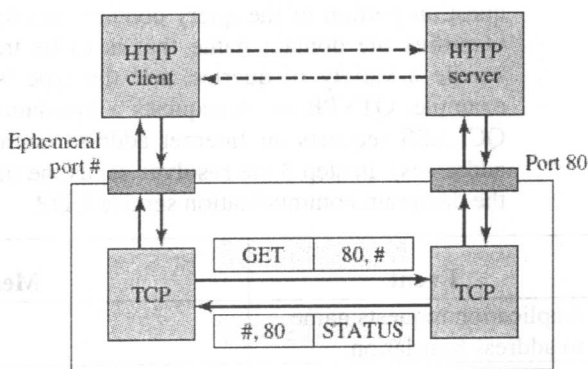 HTTP
client
HTTP
server
Ephemeral
port #
Port 80
GET
80, #
TCP
TCP
#, 80
STATUS